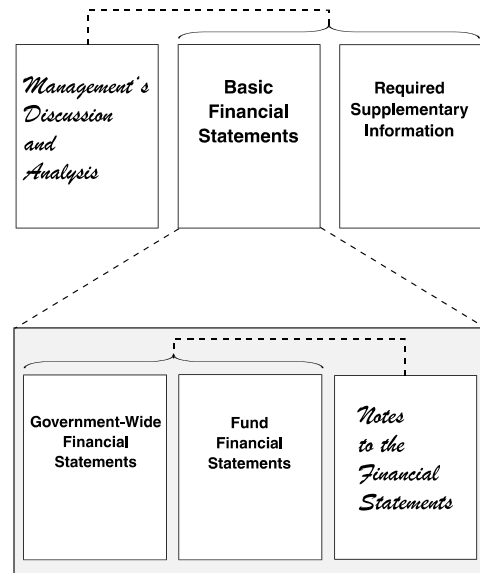 Management's
Discussion
and
Analysis
Basic
Financial
Statements
Required
Supplementary
Information
Government-Wide
Financial
Statements
Fund
Financial
Statements
Notes
to the
Financial
Statements